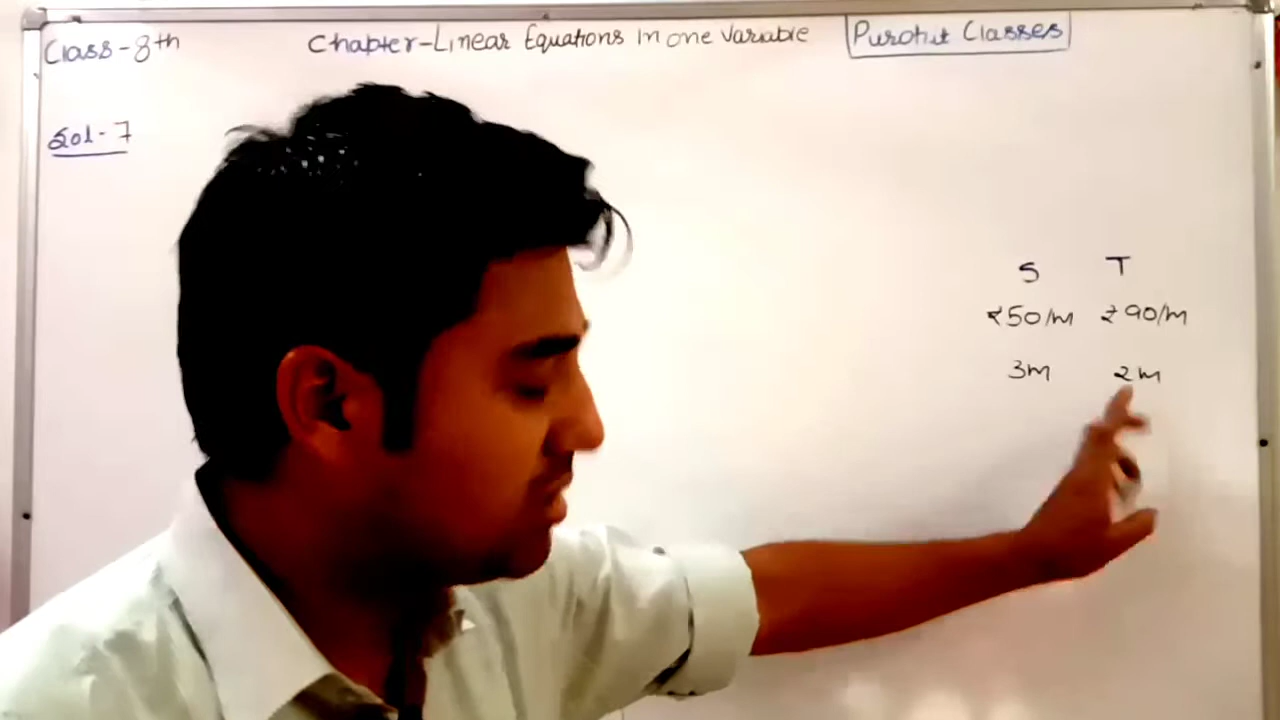 Class-8th Chapter-Linear Equations in one Variable Purohit Classes
Sol-7
S T
₹50/m ₹90/m
3m 2m